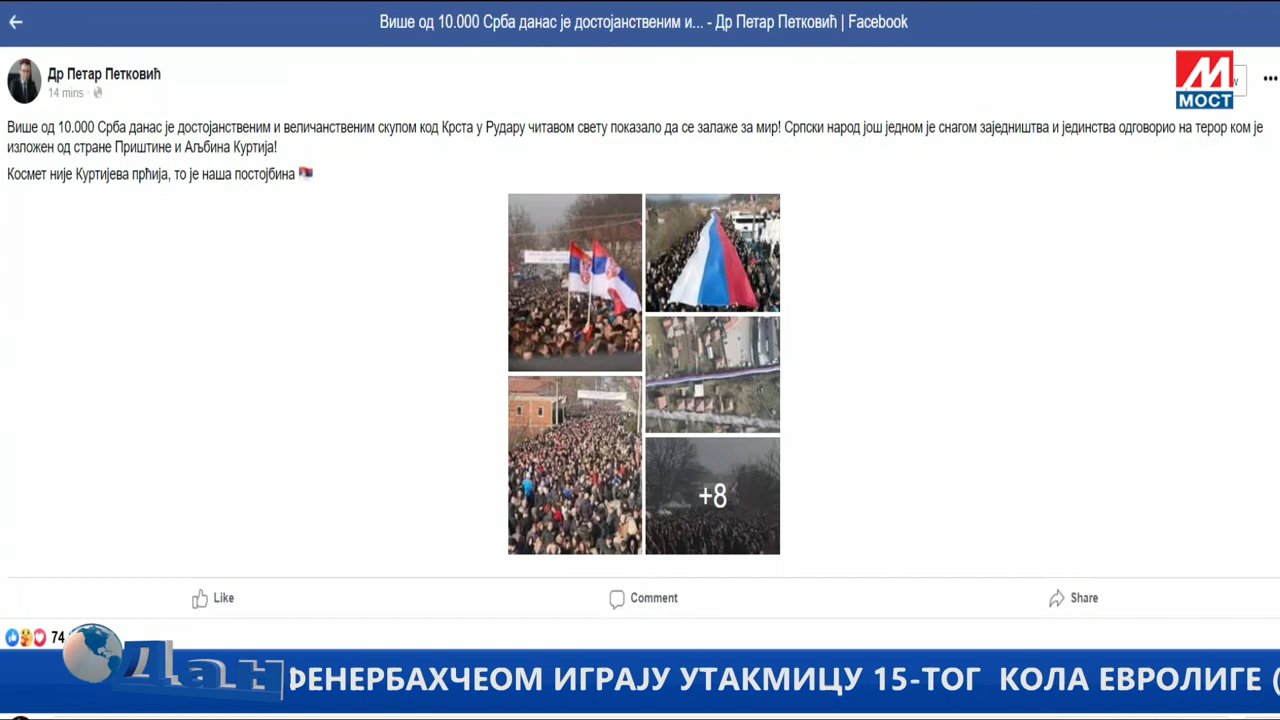 Више од 10.000 Срба данас је достојанственим и... - Др Петар Петковић | Facebook
Др Петар Петковић
14 mins ·
М
МОСТ
Више од 10.000 Срба данас је достојанственим и величанственим скупом код Крста у Рудару читавом свету показало да се залаже за мир! Српски народ још једном је снагом заједништва и јединства одговорио на терор ком је
изложен од стране Приштине и Аљбина Куртија!
Космет није Куртијева прћија, то је наша постојбина
+8
Like
Comment
Share
74
Дан
ФЕНЕРБАХЧЕОМ ИГРАЈУ УТАКМИЦУ 15-ТОГ КОЛА ЕВРОЛИГЕ (